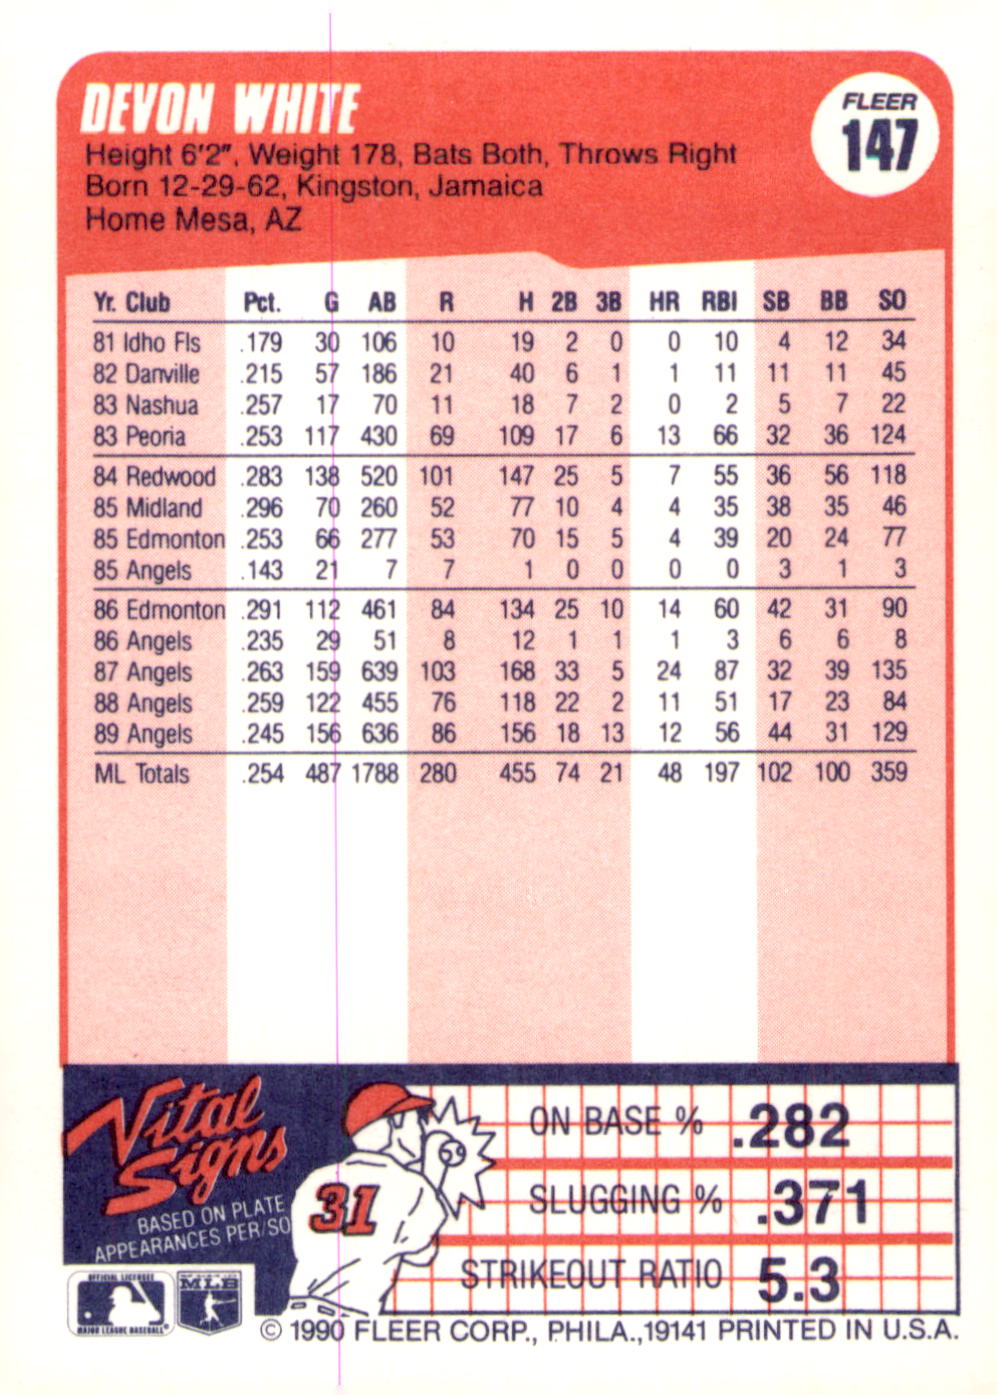 DEVON WHITE
FLEER
147
Height 6'2", Weight 178, Bats Both, Throws Right
Born 12-29-62, Kingston, Jamaica
Home Mesa, AZ
Yr. Club Pct. G AB R H 2B 3B HR RBI SB BB SO
81 Idho Fls .179 30 106 10 19 2 0 0 10 4 12 34
82 Danville .215 57 186 21 40 6 1 1 11 11 11 45
83 Nashua .257 17 70 11 18 7 2 0 2 5 7 22
83 Peoria .253 117 430 69 109 17 6 13 66 32 36 124
84 Redwood .283 138 520 101 147 25 5 7 55 36 56 118
85 Midland .296 70 260 52 77 10 4 4 35 38 35 46
85 Edmonton .253 66 277 53 70 15 5 4 39 20 24 77
85 Angels .143 21 7 7 1 0 0 0 0 3 1 3
86 Edmonton .291 112 461 84 134 25 10 14 60 42 31 90
86 Angels .235 29 51 8 12 1 1 1 3 6 6 8
87 Angels .263 159 639 103 168 33 5 24 87 32 39 135
88 Angels .259 122 455 76 118 22 2 11 51 17 23 84
89 Angels .245 156 636 86 156 18 13 12 56 44 31 129
ML Totals .254 487 1788 280 455 74 21 48 197 102 100 359
Vital
Signs
BASED ON PLATE
APPEARANCES PER/SO
31
ON BASE % .282
SLUGGING % .371
STRIKEOUT RATIO 5.3
OFFICIAL LICENSEE
MAJOR LEAGUE BASEBALL
MLB
© 1990 FLEER CORP., PHILA.,19141 PRINTED IN U.S.A.